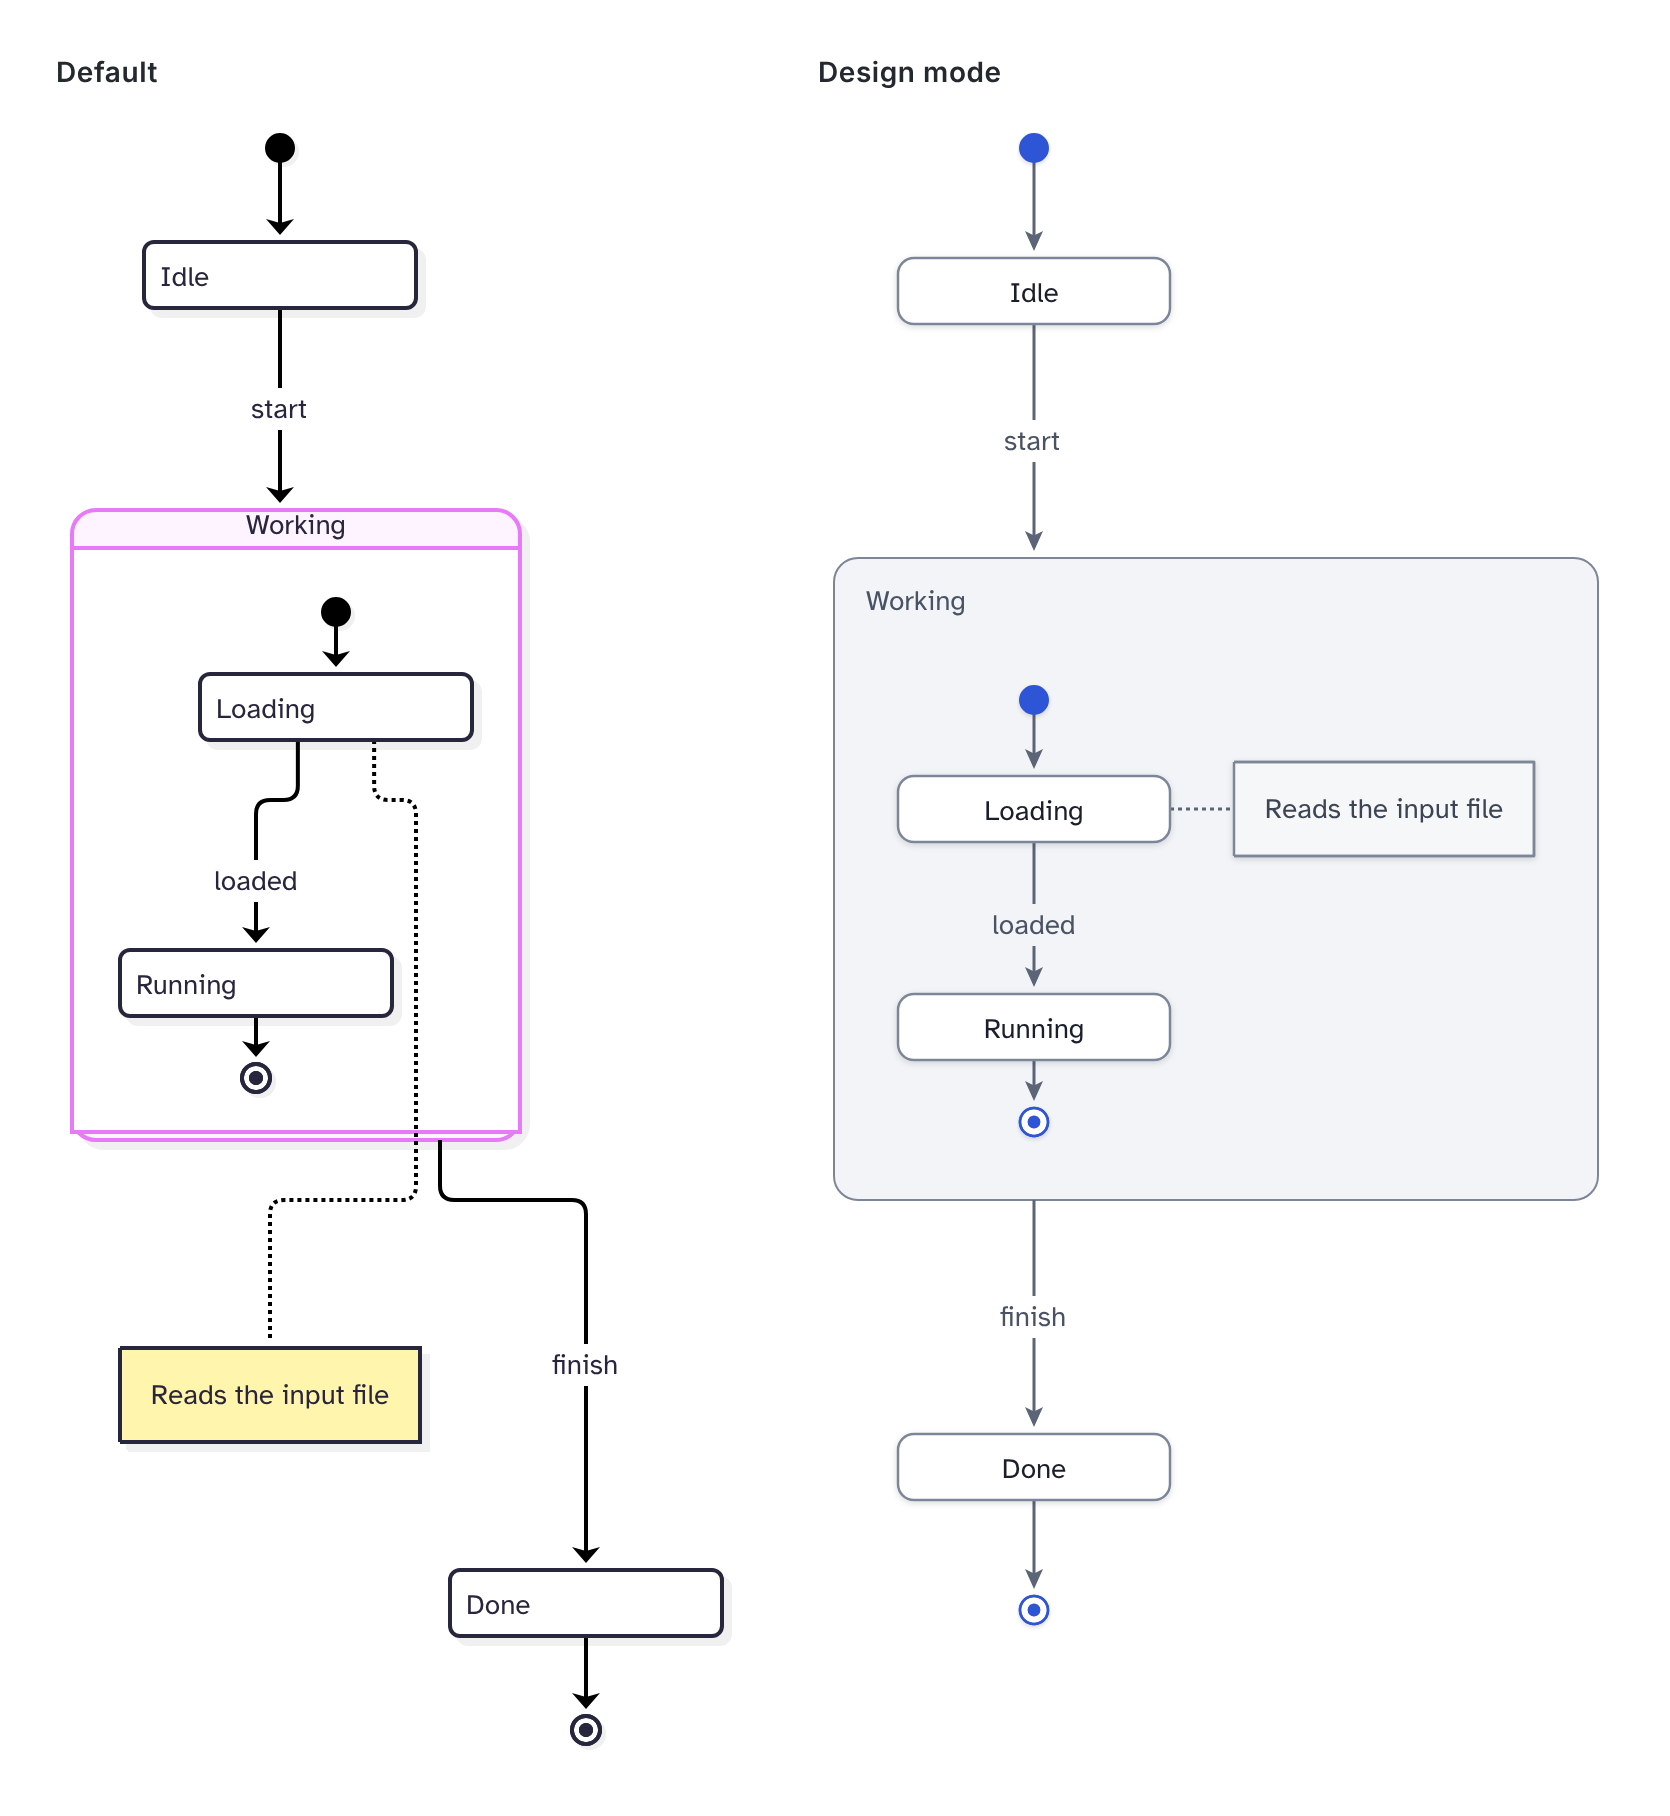 Default
Idle
start
Working
Loading
loaded
Running
Reads the input file
finish
Done
Design mode
Idle
start
Working
Loading
Reads the input file
loaded
Running
finish
Done